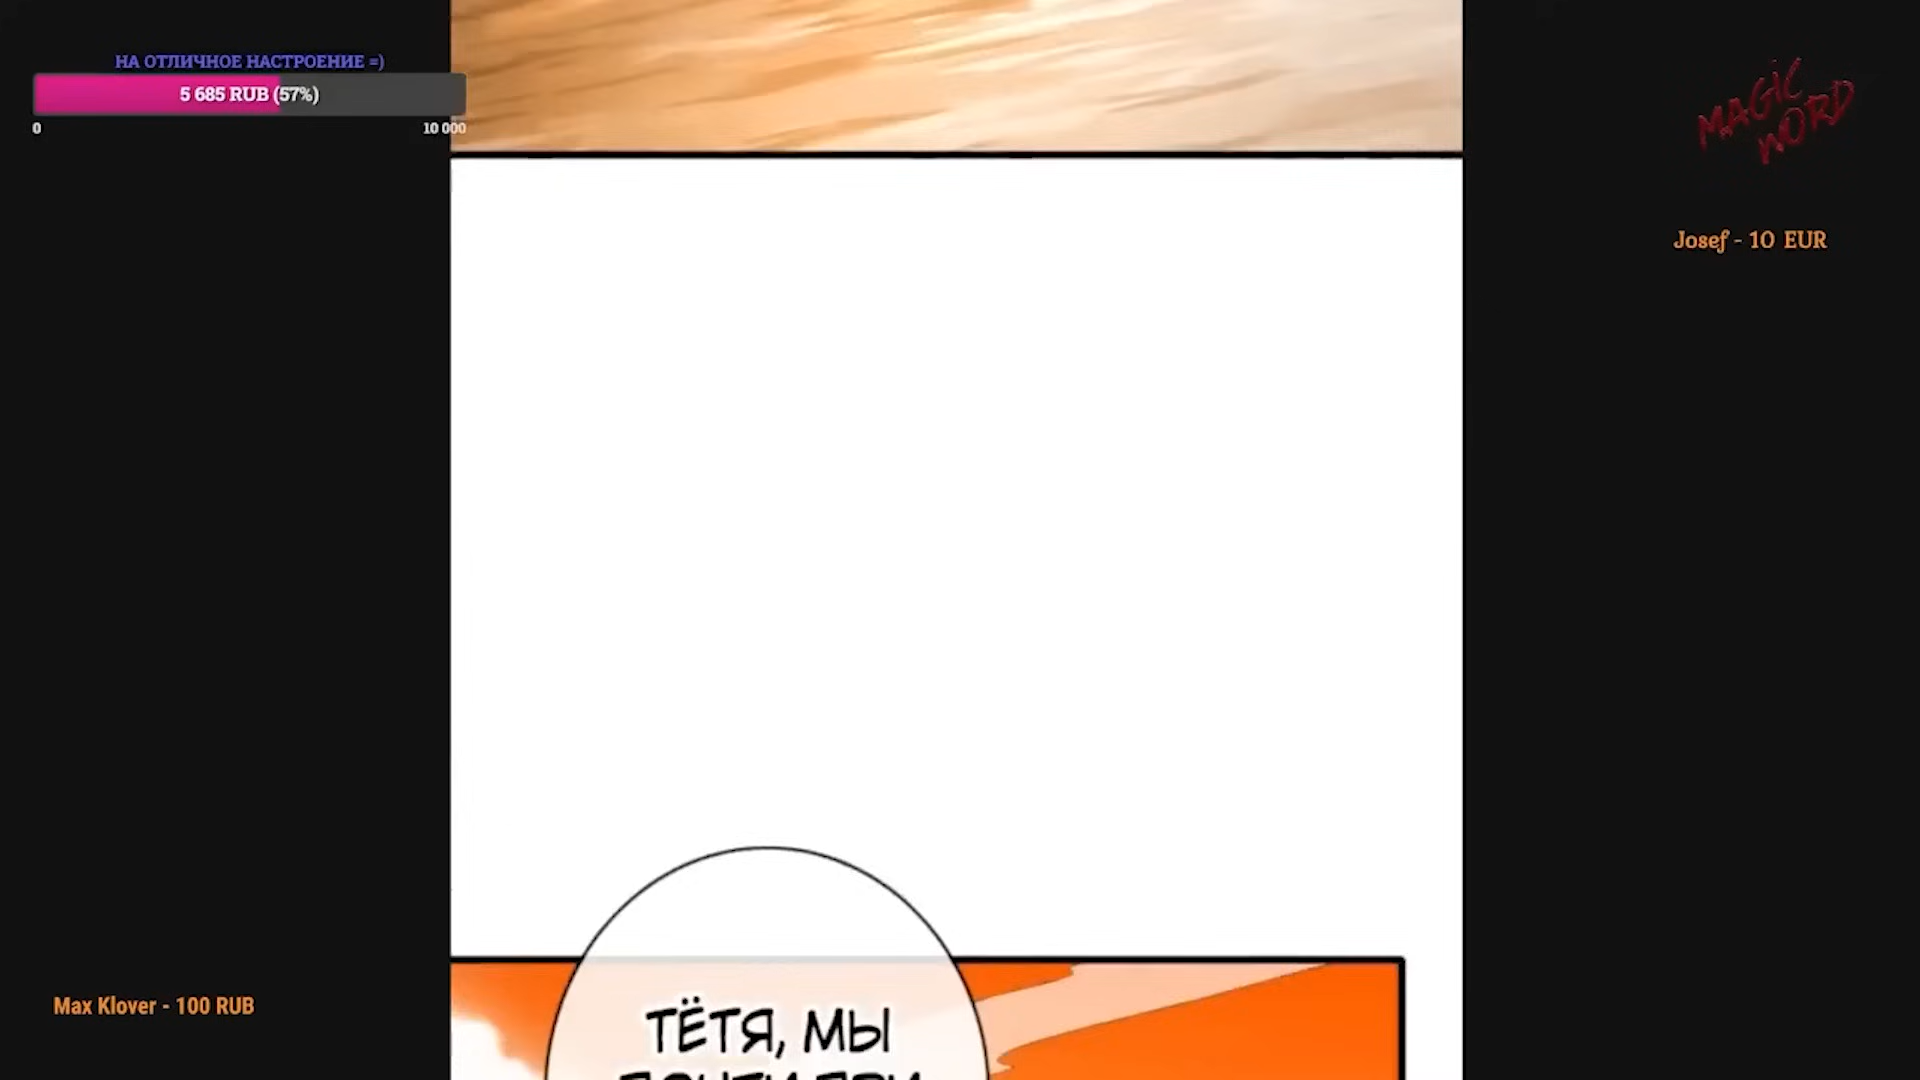 НА ОТЛИЧНОЕ НАСТРОЕНИЕ =)
5 685 RUB (57%)
0
10 000
MAGIC
WORD
Josef - 10 EUR
Max Klover - 100 RUB
ТЁТЯ, МЫ